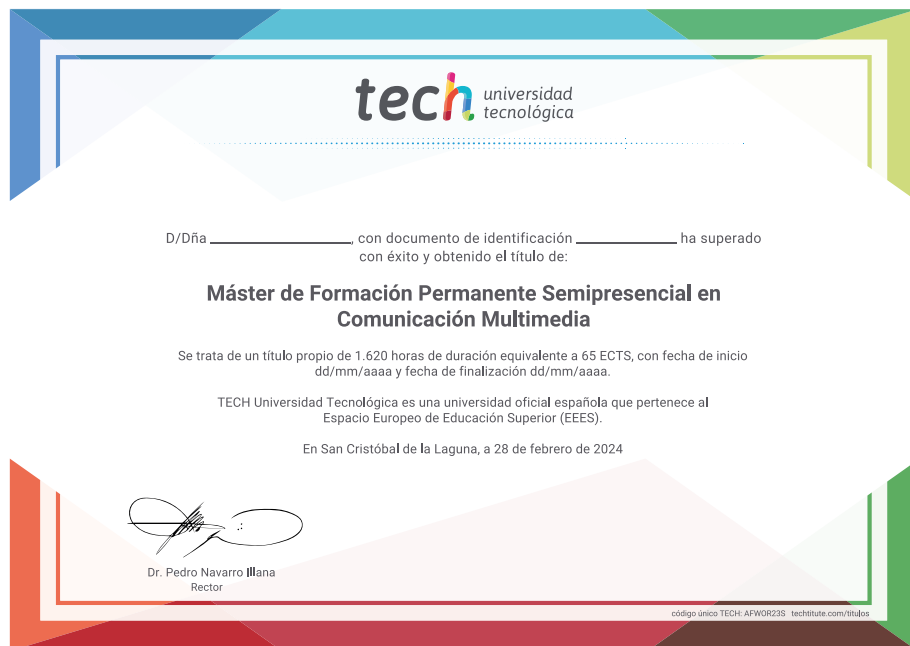 tech universidad
tecnológica
D/Dña ____________________, con documento de identificación ______________ ha superado
con éxito y obtenido el título de:
Máster de Formación Permanente Semipresencial en
Comunicación Multimedia
Se trata de un título propio de 1.620 horas de duración equivalente a 65 ECTS, con fecha de inicio
dd/mm/aaaa y fecha de finalización dd/mm/aaaa.
TECH Universidad Tecnológica es una universidad oficial española que pertenece al
Espacio Europeo de Educación Superior (EEES).
En San Cristóbal de la Laguna, a 28 de febrero de 2024
Dr. Pedro Navarro Illana
Rector
código único TECH: AFWOR23S techtitute.com/titulos